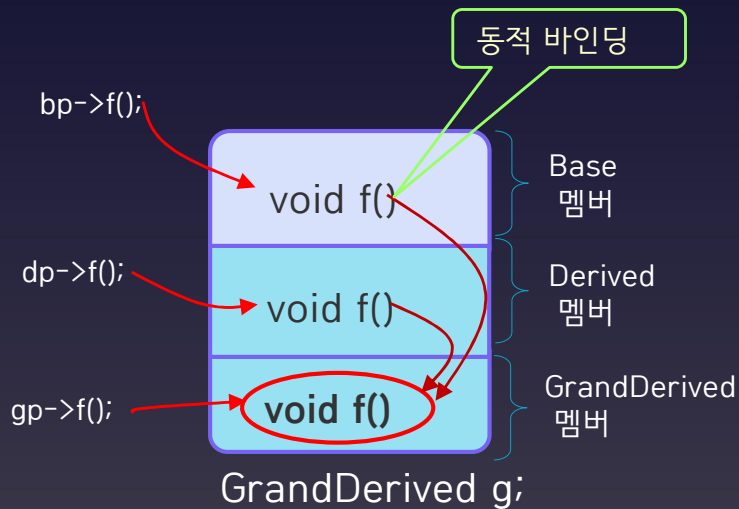 동적 바인딩
bp->f();
void f()
Base
멤버
dp->f();
void f()
Derived
멤버
gp->f();
void f()
GrandDerived
멤버
GrandDerived g;